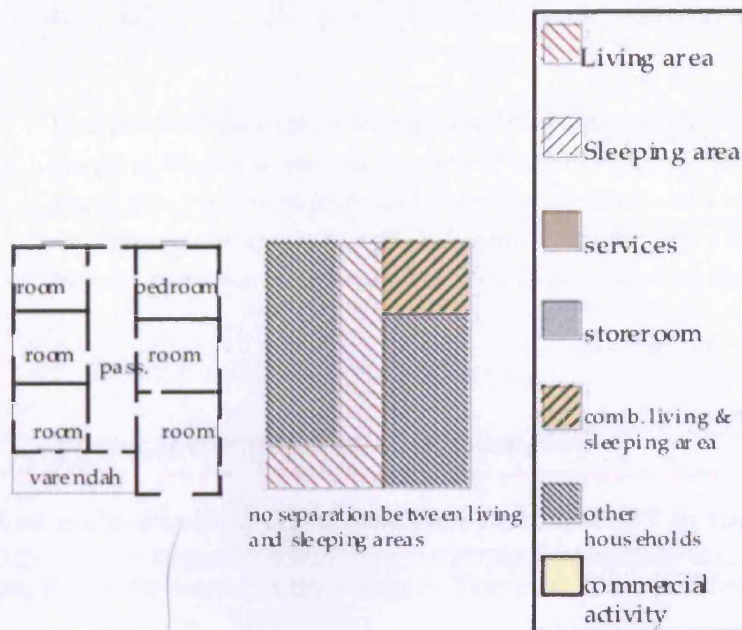 room
bedroom
room
pass.
room
room
room
varendah
no separation between living
and sleeping areas
Living area
Sleeping area
services
storeroom
comb. living &
sleeping area
other
households
commercial
activity